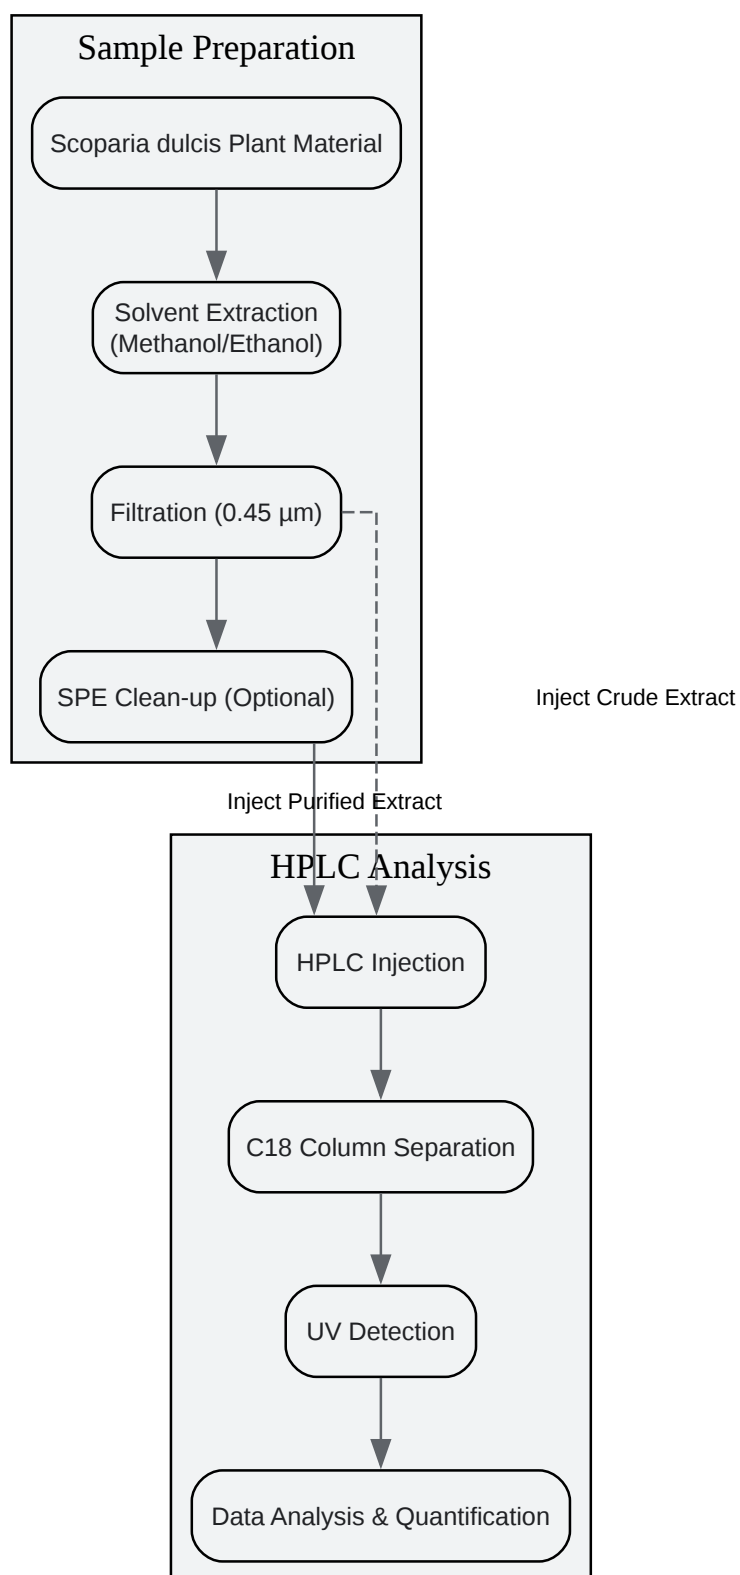 Sample Preparation
Scoparia dulcis Plant Material
Solvent Extraction
(Methanol/Ethanol)
Filtration (0.45 µm)
SPE Clean-up (Optional)
Inject Crude Extract
Inject Purified Extract
HPLC Analysis
HPLC Injection
C18 Column Separation
UV Detection
Data Analysis & Quantification